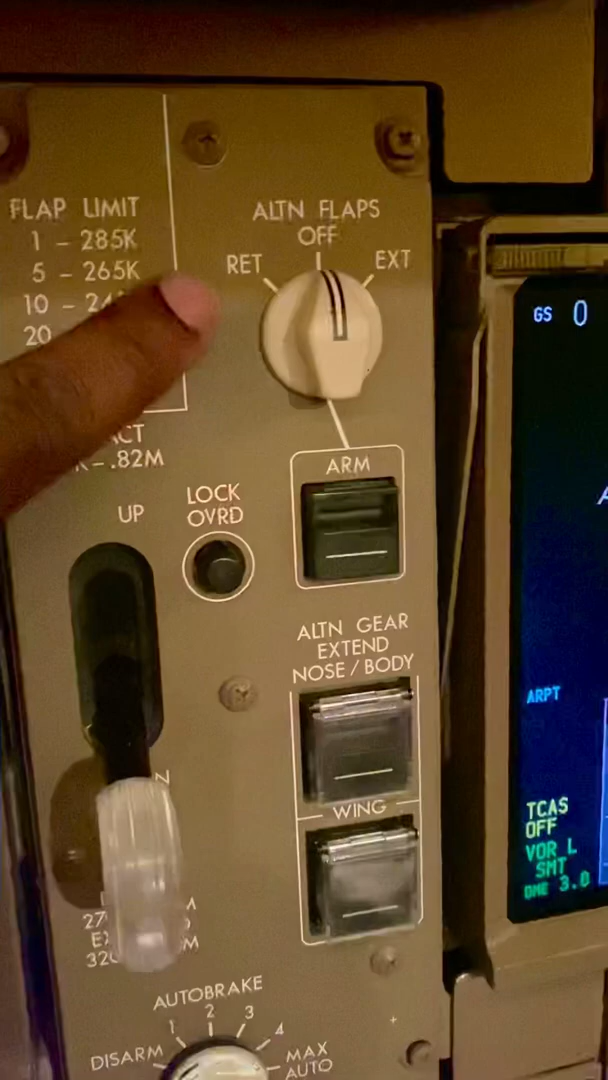 FLAP LIMIT
1 - 285K
5 - 265K
10 - 24
20
ALTN FLAPS
OFF
RET
EXT
ARM
- .82M
UP
LOCK
OVRD
ALTN GEAR
EXTEND
NOSE / BODY
WING
AUTOBRAKE
DISARM
1
2
3
4
MAX
AUTO
GS 0
ARPT
TCAS
OFF
VOR L
SMT
DME 3.0